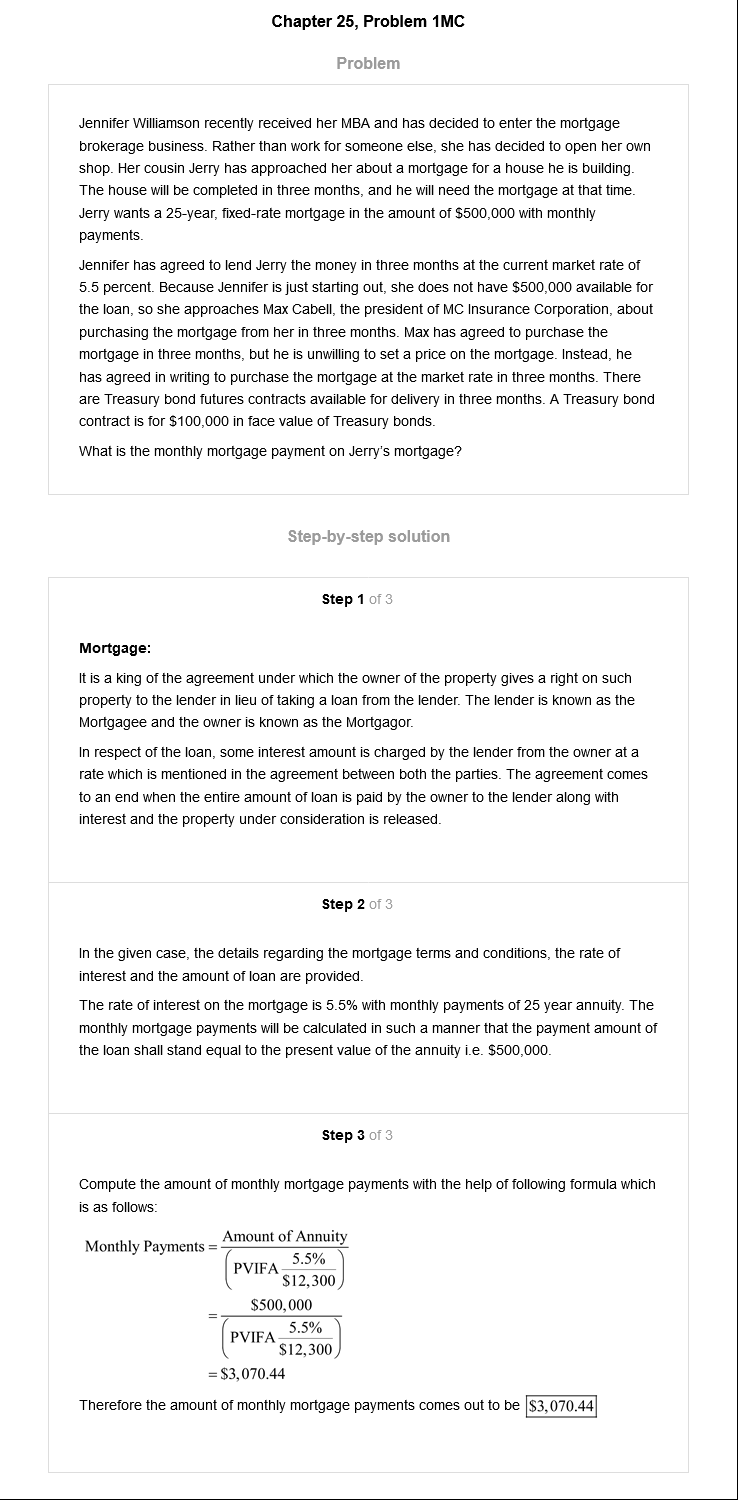 Chapter 25, Problem 1MC
Problem
Jennifer Williamson recently received her MBA and has decided to enter the mortgage
brokerage business. Rather than work for someone else, she has decided to open her own
shop. Her cousin Jerry has approached her about a mortgage for a house he is building.
The house will be completed in three months, and he will need the mortgage at that time.
Jerry wants a 25-year, fixed-rate mortgage in the amount of $500,000 with monthly
payments.
Jennifer has agreed to lend Jerry the money in three months at the current market rate of
5.5 percent. Because Jennifer is just starting out, she does not have $500,000 available for
the loan, so she approaches Max Cabell, the president of MC Insurance Corporation, about
purchasing the mortgage from her in three months. Max has agreed to purchase the
mortgage in three months, but he is unwilling to set a price on the mortgage. Instead, he
has agreed in writing to purchase the mortgage at the market rate in three months. There
are Treasury bond futures contracts available for delivery in three months. A Treasury bond
contract is for $100,000 in face value of Treasury bonds.
What is the monthly mortgage payment on Jerry's mortgage?
Step-by-step solution
Step 1 of 3
Mortgage:
It is a king of the agreement under which the owner of the property gives a right on such
property to the lender in lieu of taking a loan from the lender. The lender is known as the
Mortgagee and the owner is known as the Mortgagor.
In respect of the loan, some interest amount is charged by the lender from the owner at a
rate which is mentioned in the agreement between both the parties. The agreement comes
to an end when the entire amount of loan is paid by the owner to the lender along with
interest and the property under consideration is released.
Step 2 of 3
In the given case, the details regarding the mortgage terms and conditions, the rate of
interest and the amount of loan are provided.
The rate of interest on the mortgage is 5.5% with monthly payments of 25 year annuity. The
monthly mortgage payments will be calculated in such a manner that the payment amount of
the loan shall stand equal to the present value of the annuity i.e. $500,000.
Step 3 of 3
Compute the amount of monthly mortgage payments with the help of following formula which
is as follows:
Monthly Payments = Amount of Annuity
(PVIFA 5.5%
$12,300)
= $500,000
(PVIFA 5.5%
$12,300)
= $3,070.44
Therefore the amount of monthly mortgage payments comes out to be $3,070.44